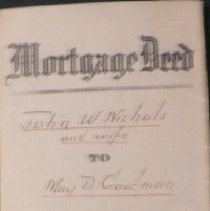 Mortgage Deed
John W Nichols
and wife
TO
May D Goodman